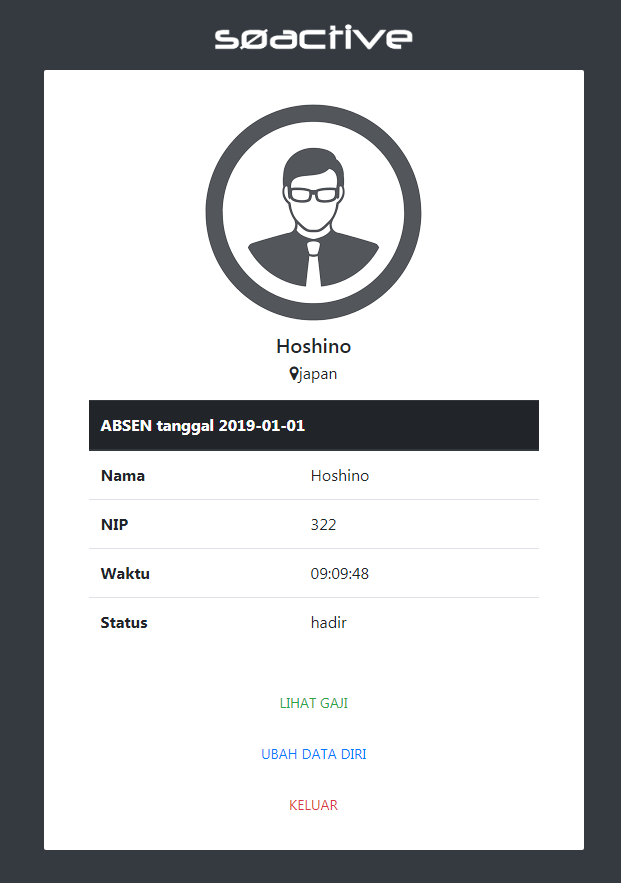 søactive
Hoshino
japan
ABSEN tanggal 2019-01-01
Nama Hoshino
NIP 322
Waktu 09:09:48
Status hadir
LIHAT GAJI
UBAH DATA DIRI
KELUAR